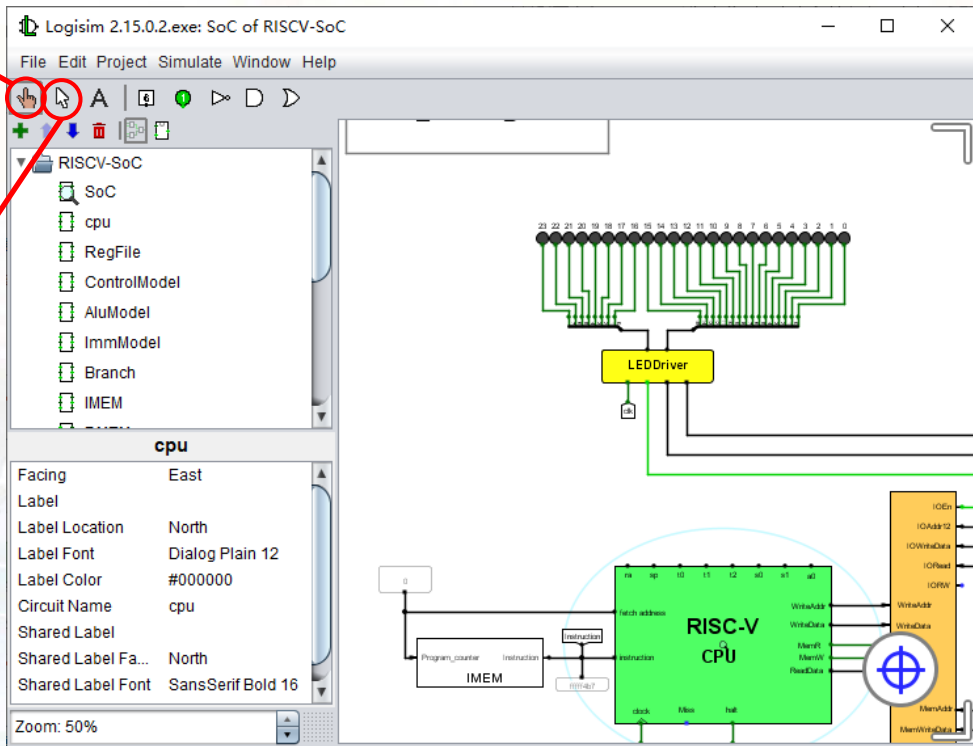 Logisim 2.15.0.2.exe: SoC of RISCV-SoC
File Edit Project Simulate Window Help
A
RISCV-SoC
SoC
cpu
RegFile
ControlModel
AluModel
ImmModel
Branch
IMEM
cpu
Facing East
Label
Label Location North
Label Font Dialog Plain 12
Label Color #000000
Circuit Name cpu
Shared Label
Shared Label Fa... North
Shared Label Font SansSerif Bold 16
Zoom: 50%
23 22 21 20 19 18 17 16 15 14 13 12 11 10 9 8 7 6 5 4 3 2 1 0
LEDDriver
clk
IOEn
IOAddr12
IOWriteData
IORead
IORW
WriteAddr
WriteData
MemAddr
MemWriteData
0
Program_counter Instruction
IMEM
Instruction
fffff4b7
ra sp t0 t1 t2 s0 s1 a0
fetch address
instruction
RISC-V
CPU
WriteAddr
WriteData
MemR
MemW
ReadData
clock Miss halt